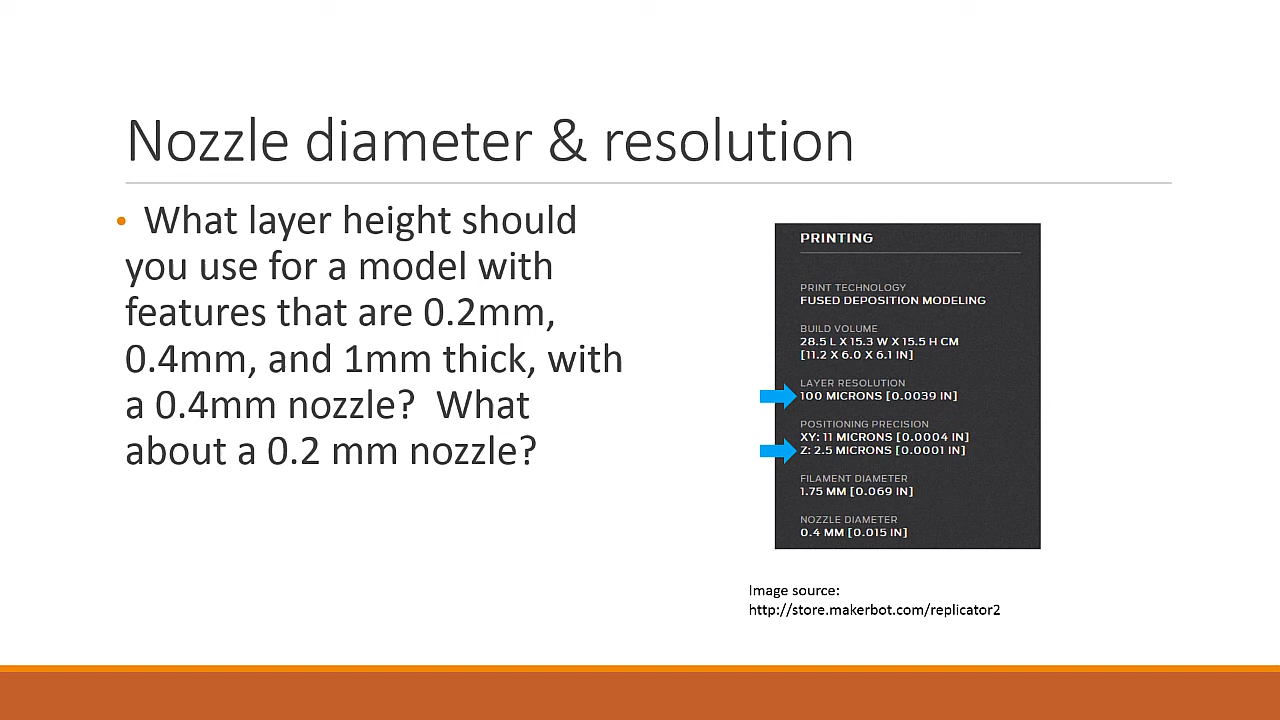 Nozzle diameter & resolution
• What layer height should
you use for a model with
features that are 0.2mm,
0.4mm, and 1mm thick, with
a 0.4mm nozzle?  What
about a 0.2 mm nozzle?
PRINTING
PRINT TECHNOLOGY
FUSED DEPOSITION MODELING
BUILD VOLUME
28.5 L X 15.3 W X 15.5 H CM
[11.2 X 6.0 X 6.1 IN]
LAYER RESOLUTION
100 MICRONS [0.0039 IN]
POSITIONING PRECISION
XY: 11 MICRONS [0.0004 IN]
Z: 2.5 MICRONS [0.0001 IN]
FILAMENT DIAMETER
1.75 MM [0.069 IN]
NOZZLE DIAMETER
0.4 MM [0.015 IN]
Image source:
http://store.makerbot.com/replicator2